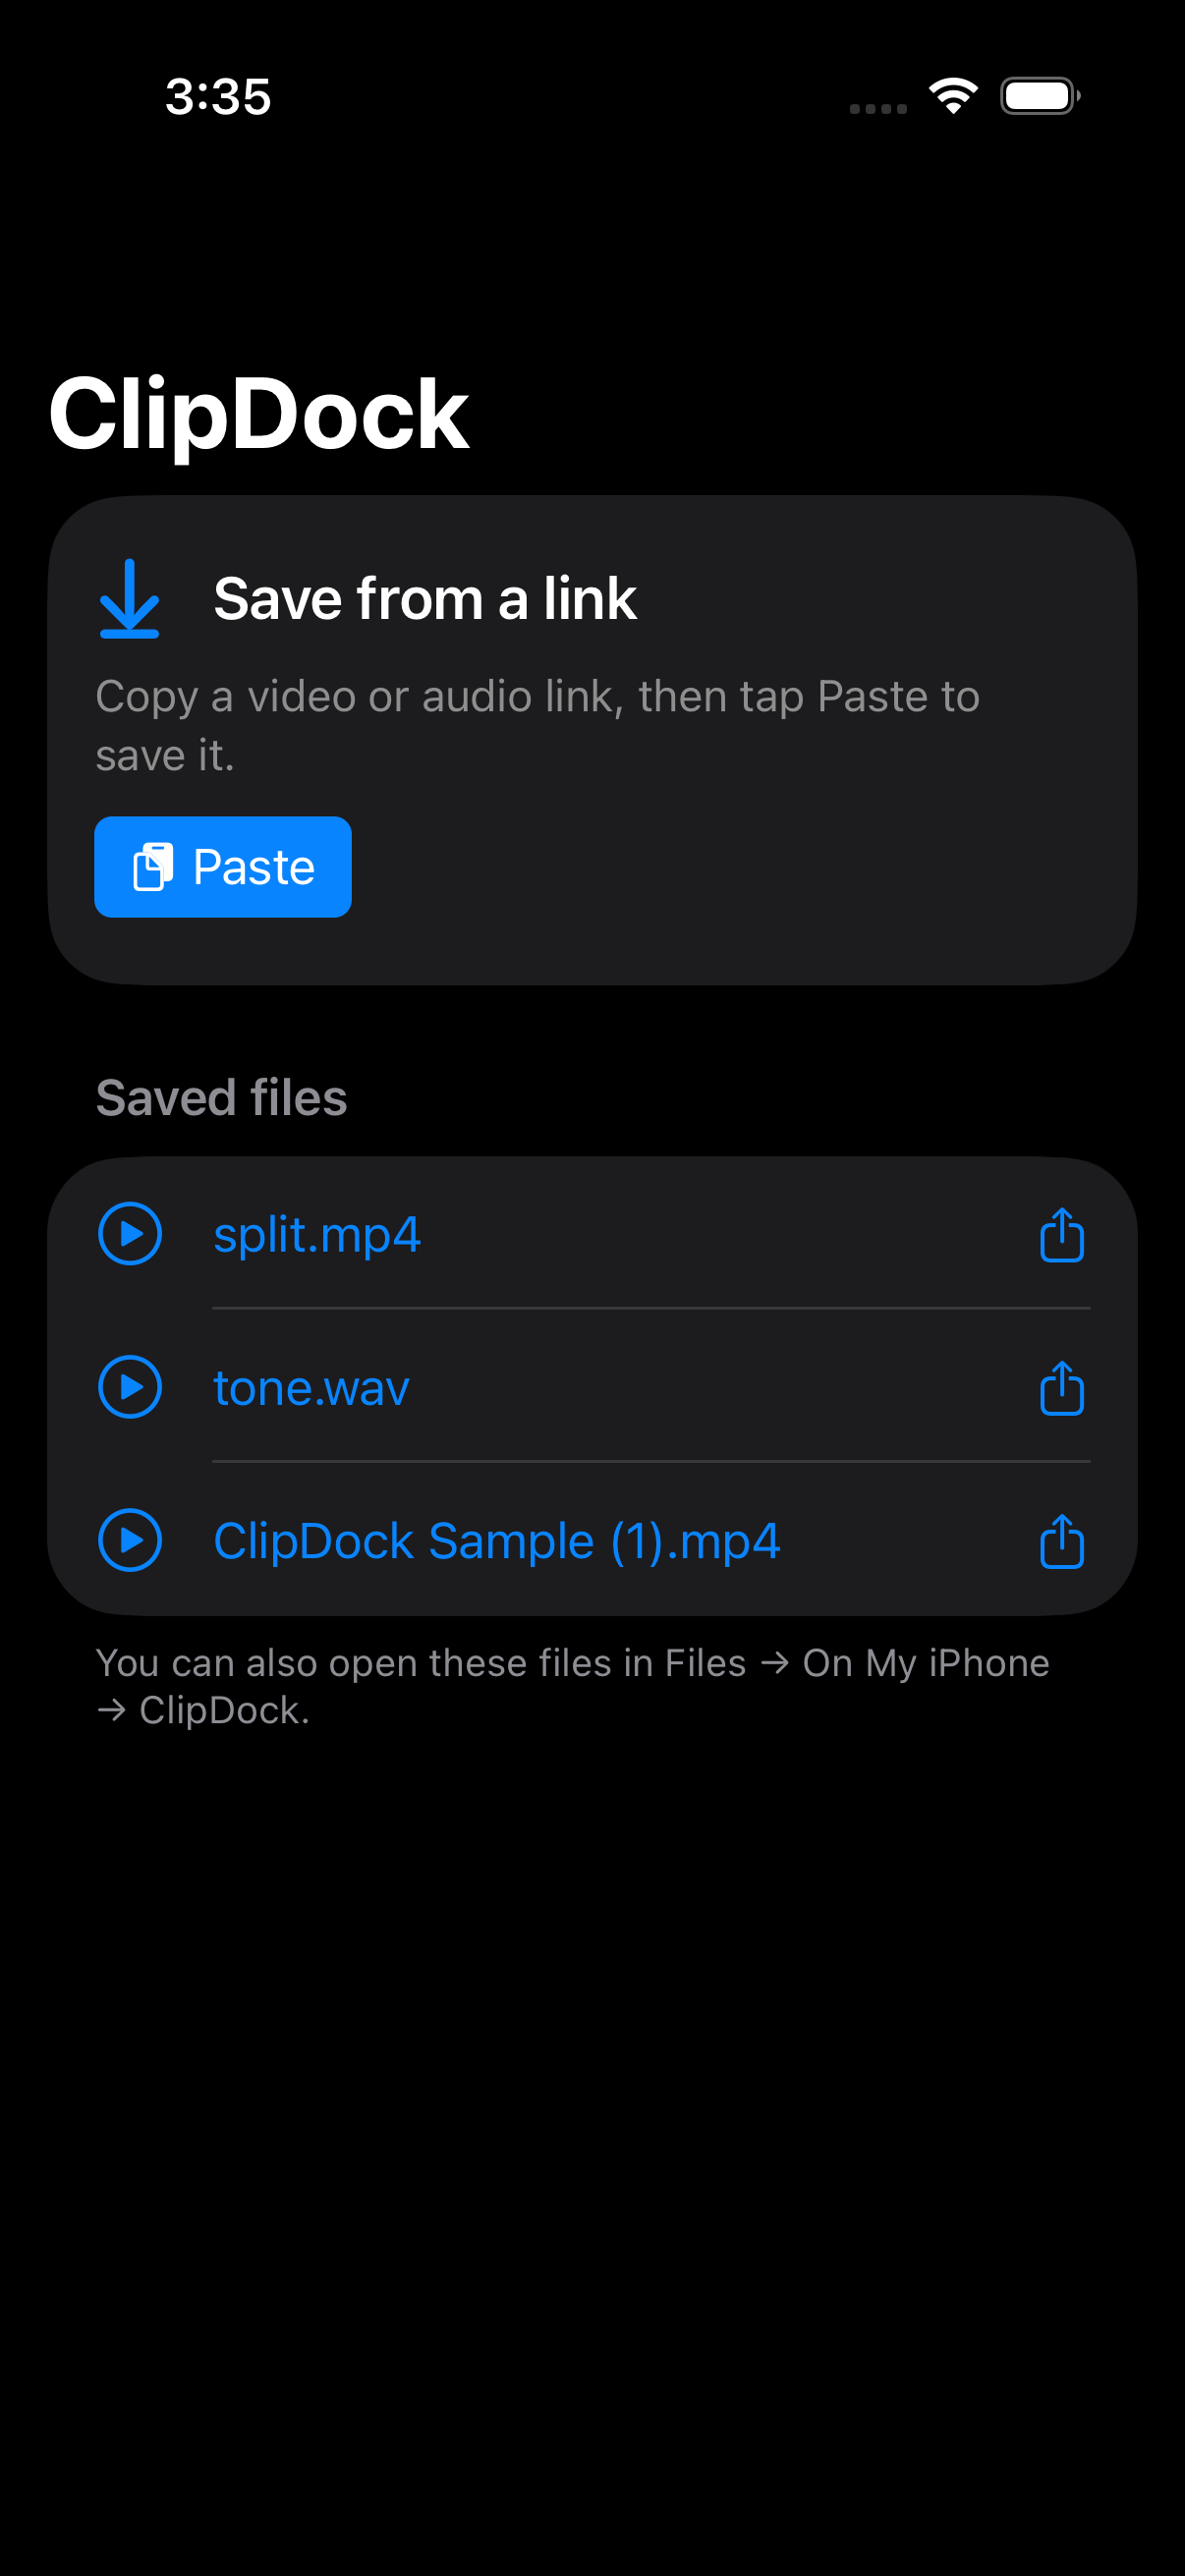 3:35
ClipDock
Save from a link
Copy a video or audio link, then tap Paste to
save it.
Paste
Saved files
split.mp4
tone.wav
ClipDock Sample (1).mp4
You can also open these files in Files → On My iPhone
→ ClipDock.